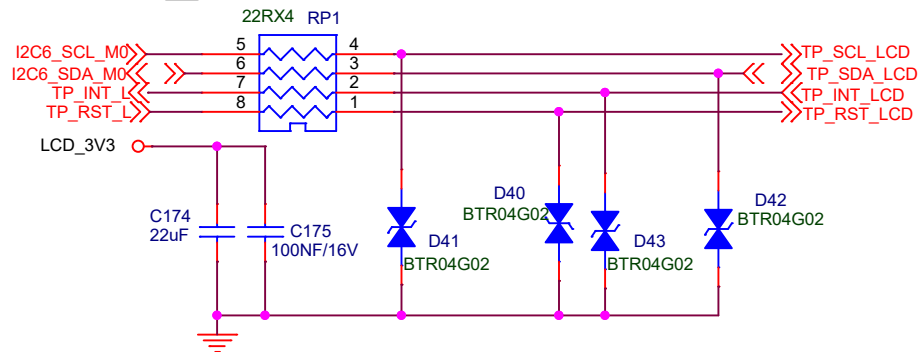 22RX4 RP1
I2C6_SCL_M0 5 4 TP_SCL_LCD
I2C6_SDA_M0 6 3 TP_SDA_LCD
TP_INT_L 7 2 TP_INT_LCD
TP_RST_L 8 1 TP_RST_LCD
LCD_3V3
C174
22uF
C175
100NF/16V
D41
BTR04G02
D40
BTR04G02
D43
BTR04G02
D42
BTR04G02